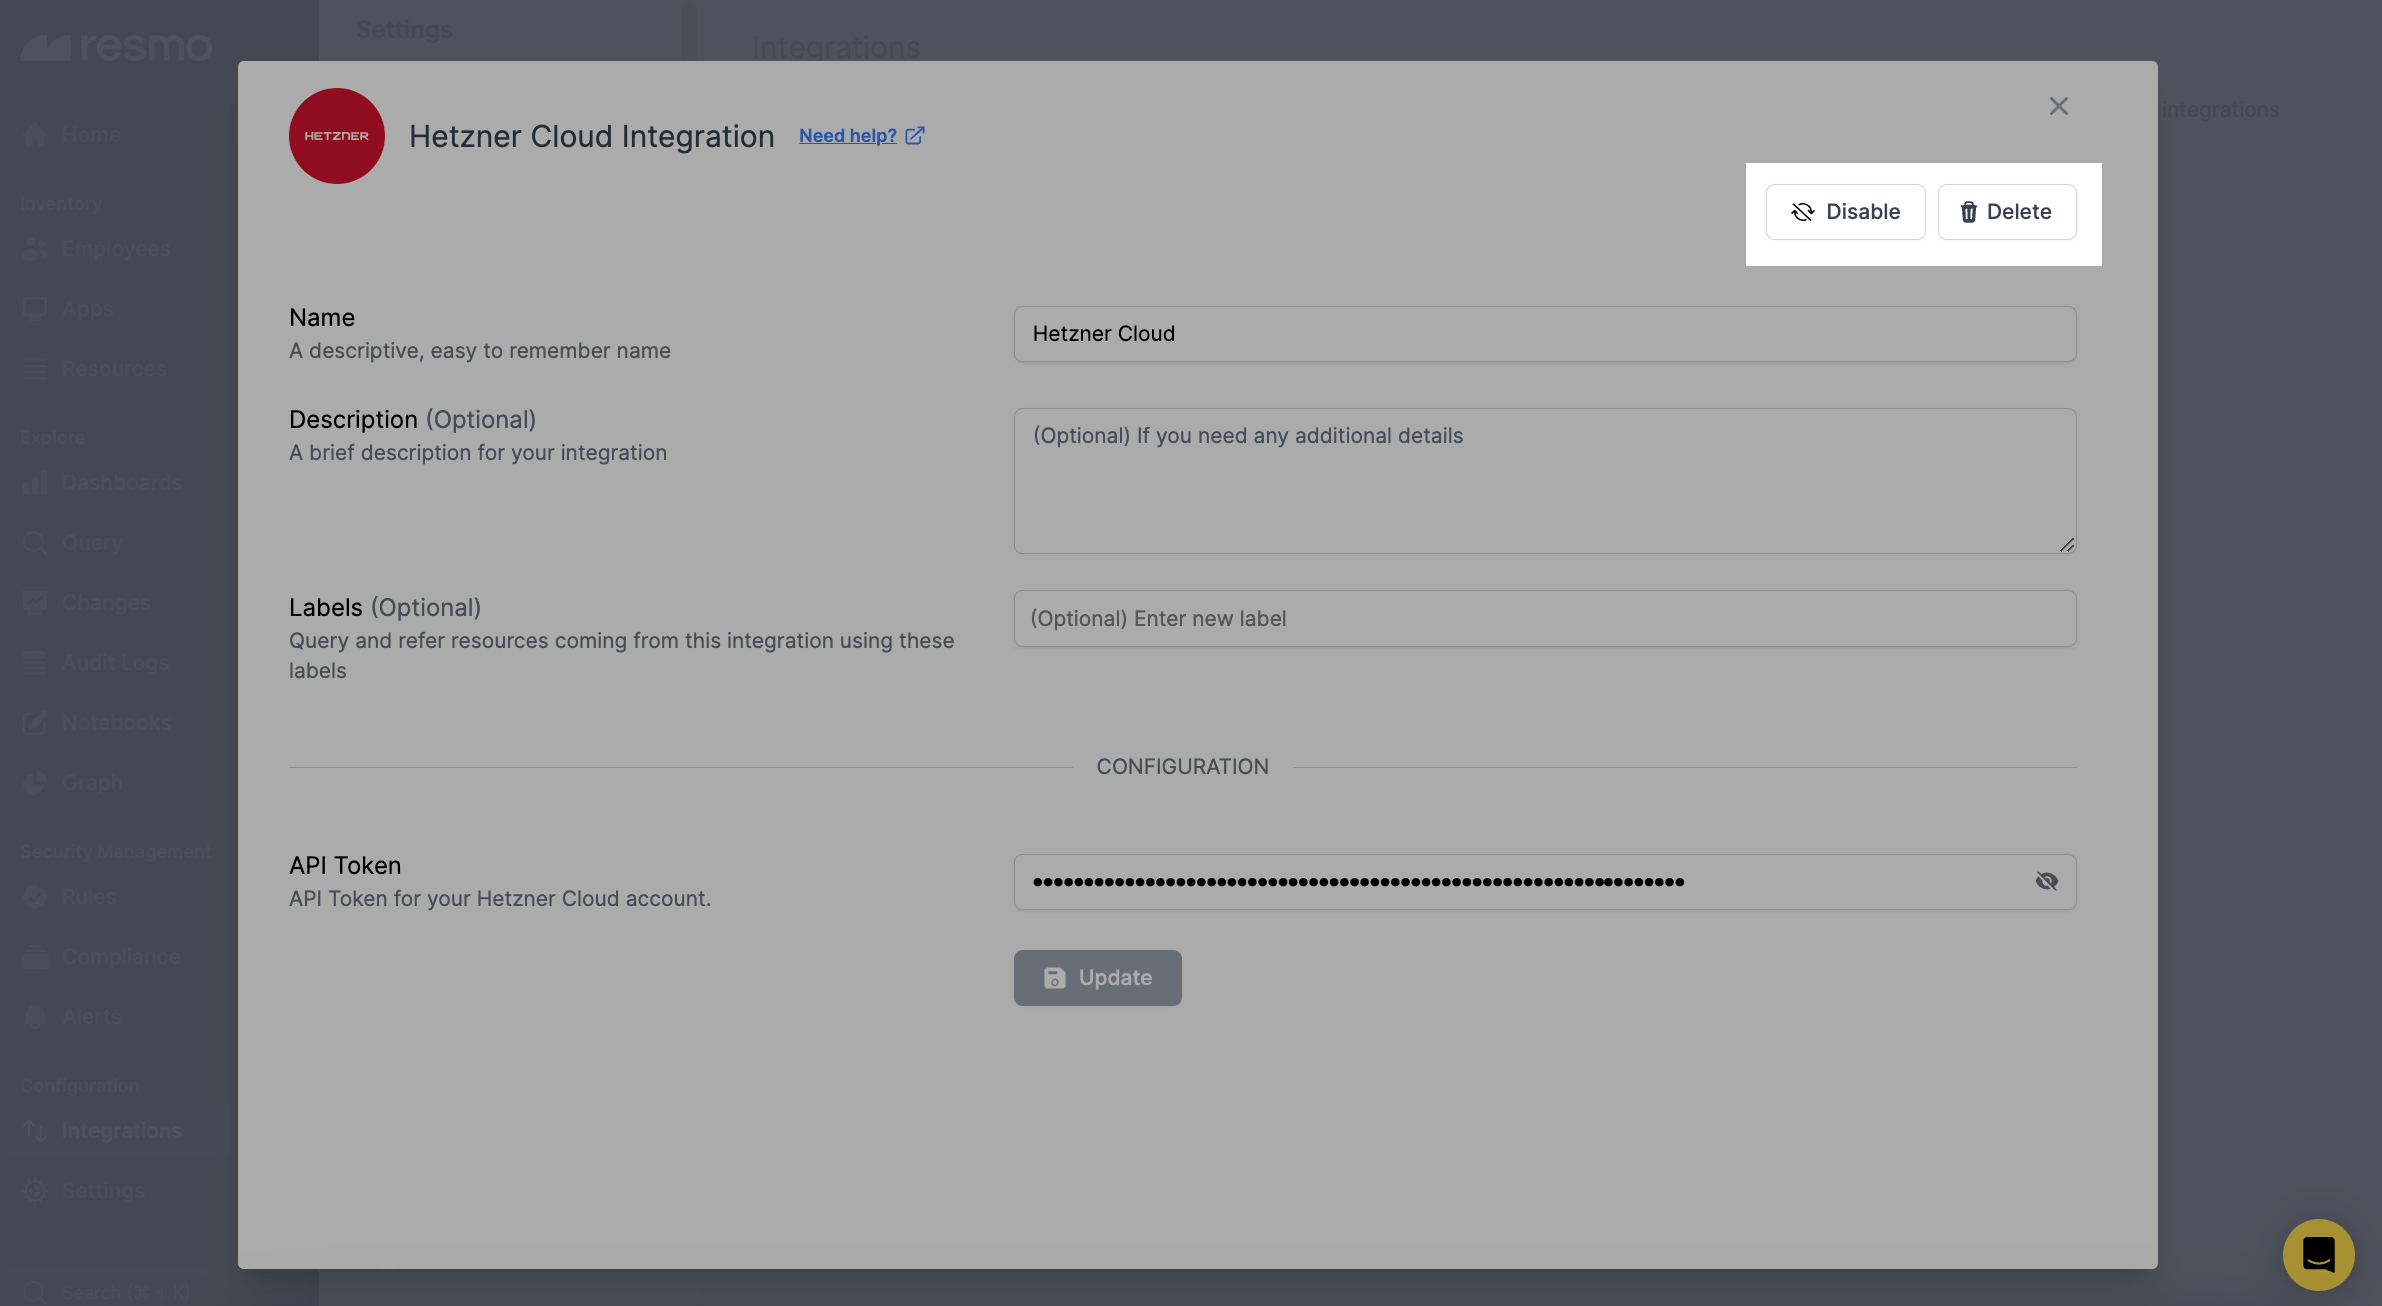 resmo
Settings
Integrations
integrations
Home
Inventory
Employees
Apps
Resources
Explore
Dashboards
Query
Changes
Audit Logs
Notebooks
Graph
Security Management
Rules
Compliance
Alerts
Configuration
Integrations
Settings
Search (⌘ + K)
HETZNER
Hetzner Cloud Integration Need help?
Disable Delete
Name
A descriptive, easy to remember name
Hetzner Cloud
Description (Optional)
A brief description for your integration
(Optional) If you need any additional details
Labels (Optional)
Query and refer resources coming from this integration using these
labels
(Optional) Enter new label
CONFIGURATION
API Token
API Token for your Hetzner Cloud account.
Update